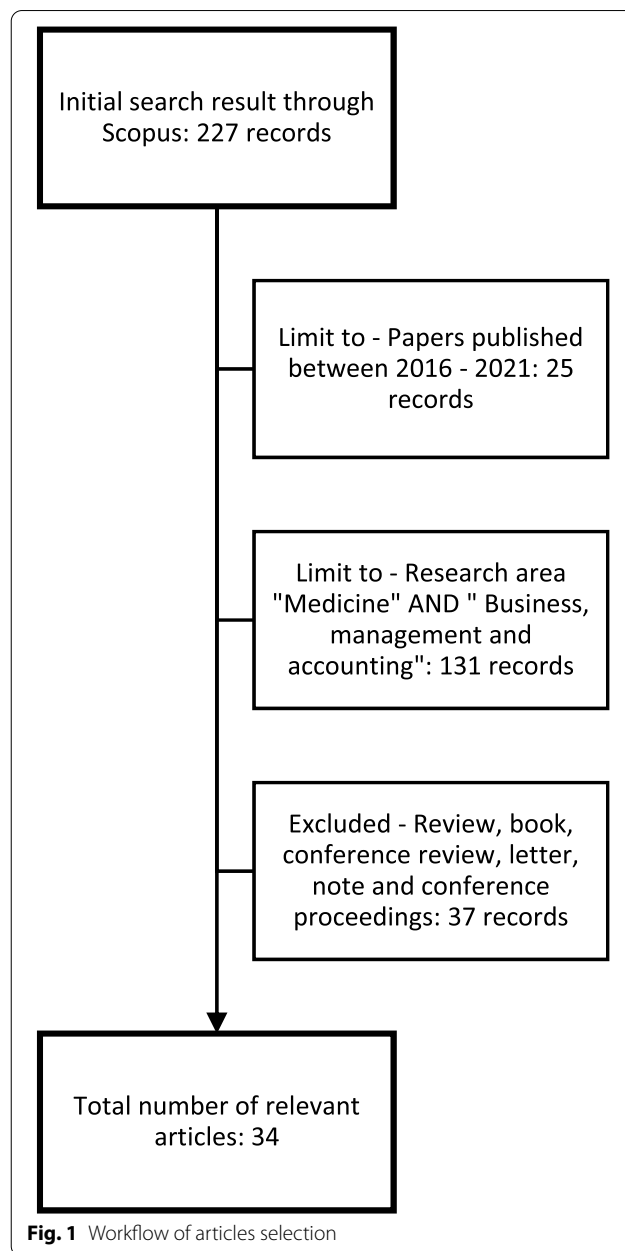 Initial search result through
Scopus: 227 records
Limit to - Papers published
between 2016 - 2021: 25
records
Limit to - Research area
"Medicine" AND " Business,
management and
accounting": 131 records
Excluded - Review, book,
conference review, letter,
note and conference
proceedings: 37 records
Total number of relevant
articles: 34
Fig. 1 Workflow of articles selection